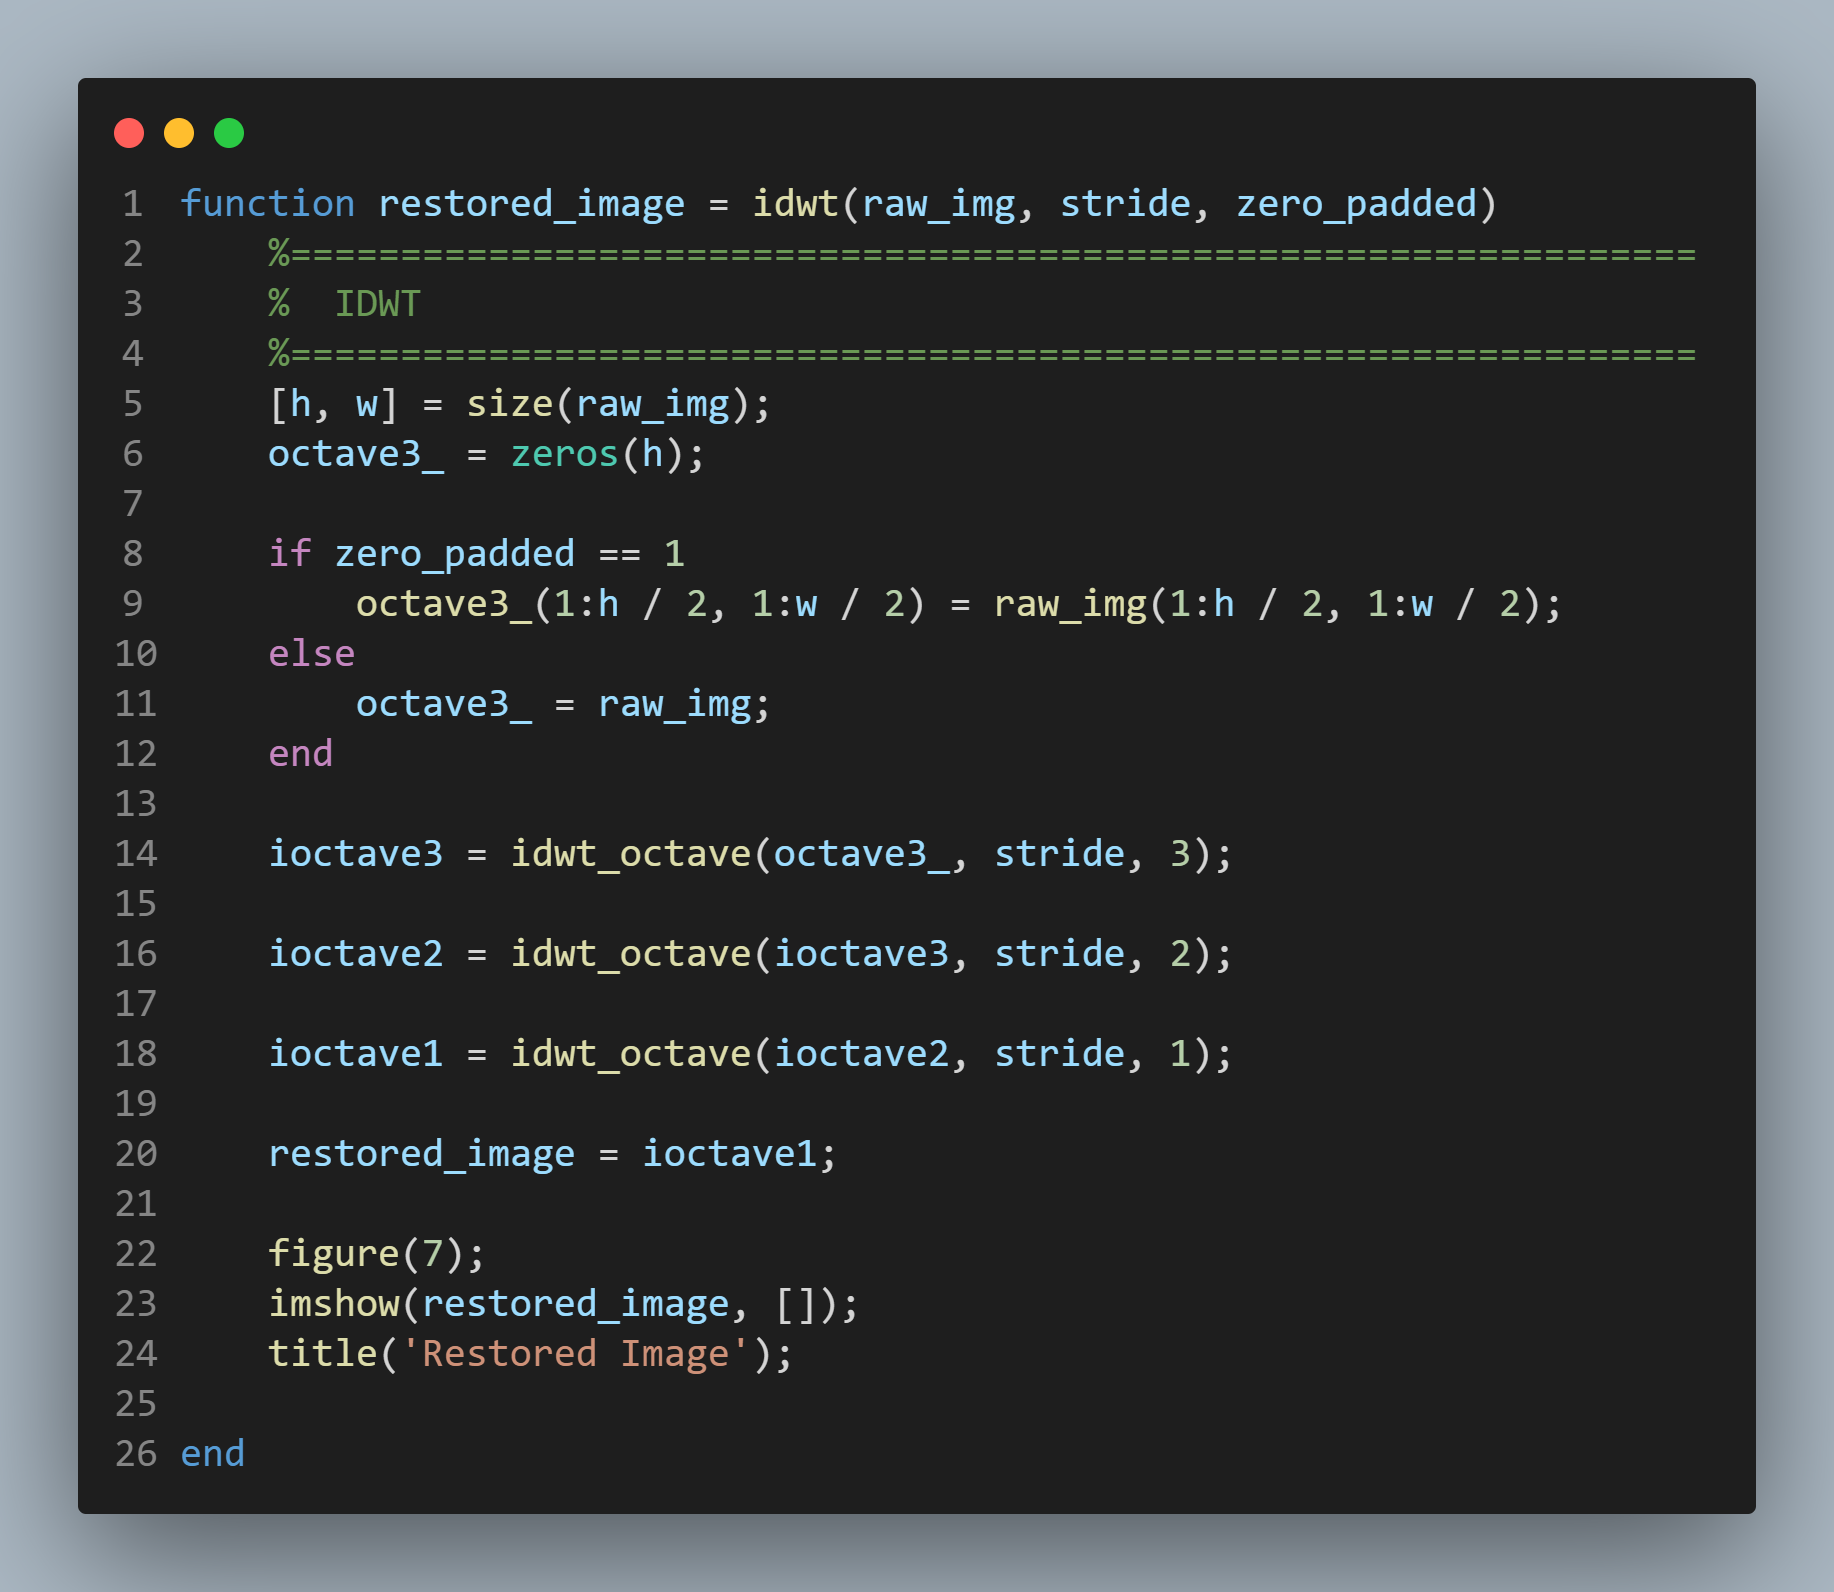 1 function restored_image = idwt(raw_img, stride, zero_padded)
2     %================================================================
3     %  IDWT
4     %================================================================
5     [h, w] = size(raw_img);
6     octave3_ = zeros(h);
7
8     if zero_padded == 1
9         octave3_(1:h / 2, 1:w / 2) = raw_img(1:h / 2, 1:w / 2);
10     else
11         octave3_ = raw_img;
12     end
13
14     ioctave3 = idwt_octave(octave3_, stride, 3);
15
16     ioctave2 = idwt_octave(ioctave3, stride, 2);
17
18     ioctave1 = idwt_octave(ioctave2, stride, 1);
19
20     restored_image = ioctave1;
21
22     figure(7);
23     imshow(restored_image, []);
24     title('Restored Image');
25
26 end